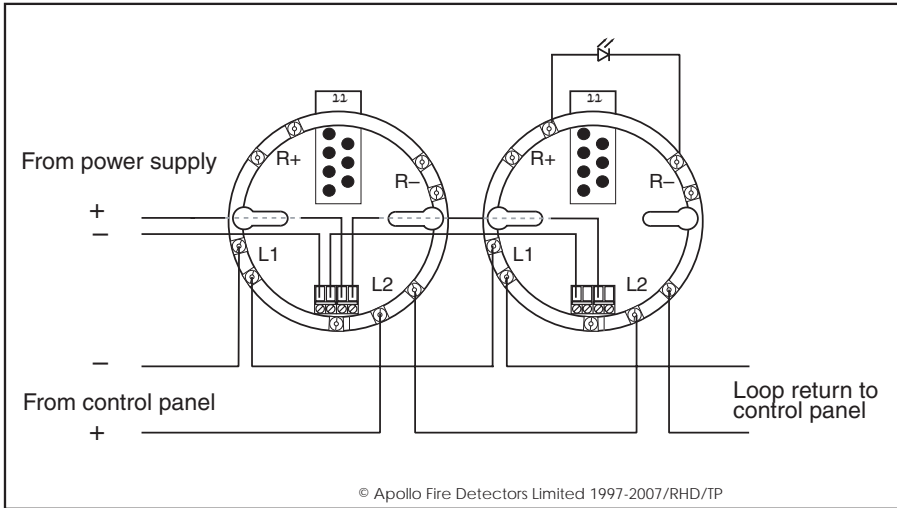 R+
R–
R+
R–
From power supply
+
–
L1
L2
L1
L2
–
From control panel
+
Loop return to
control panel
© Apollo Fire Detectors Limited 1997-2007/RHD/TP